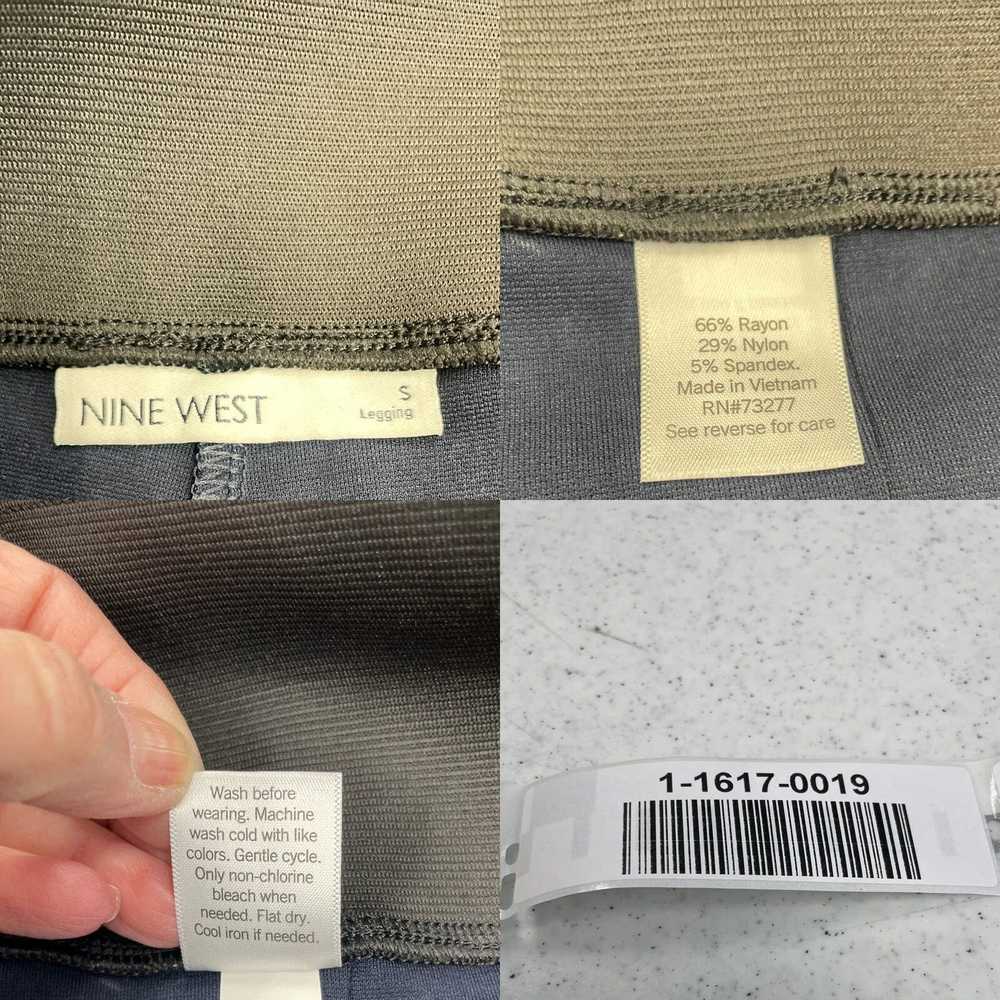 NINE WEST
S
Legging
66% Rayon
29% Nylon
5% Spandex.
Made in Vietnam
RN#73277
See reverse for care
Wash before
wearing. Machine
wash cold with like
colors. Gentle cycle.
Only non-chlorine
bleach when
needed. Flat dry.
Cool iron if needed.
1-1617-0019